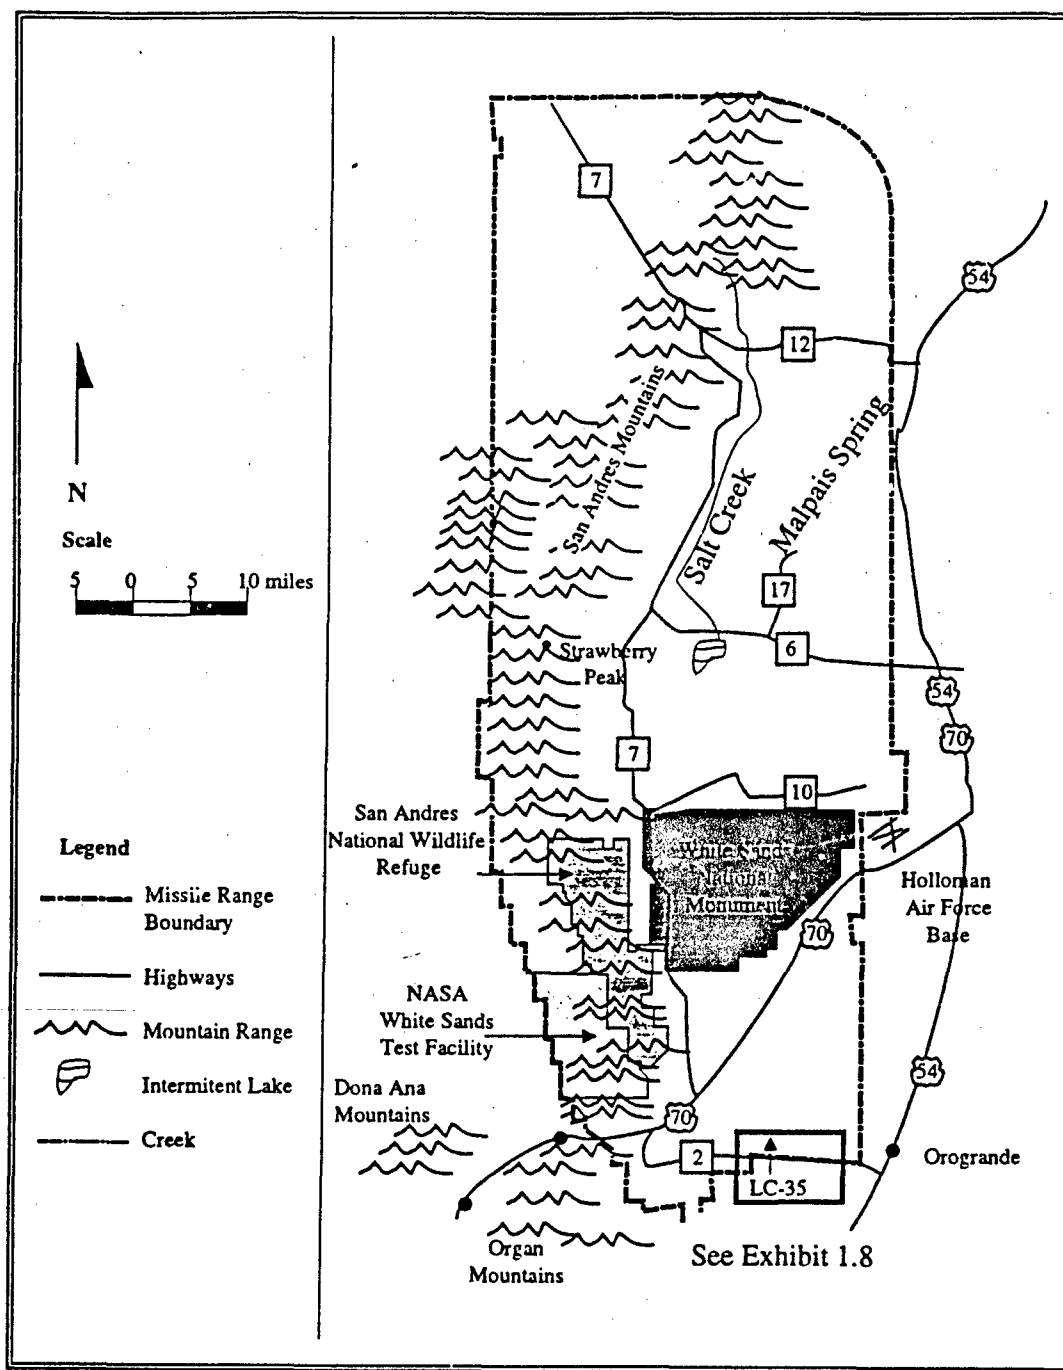 7
54
12
San Andres Mountains
Salt Creek
Malpais Spring
17
6
N
Scale
5 0 5 10 miles
Strawberry
Peak
54
70
7
10
San Andres
National Wildlife
Refuge
White Sands
National
Monument
Holloman
Air Force
Base
70
Legend
Missile Range
Boundary
Highways
Mountain Range
Intermitent Lake
Creek
NASA
White Sands
Test Facility
54
Dona Ana
Mountains
70
2
LC-35
Orogrande
Organ
Mountains
See Exhibit 1.8